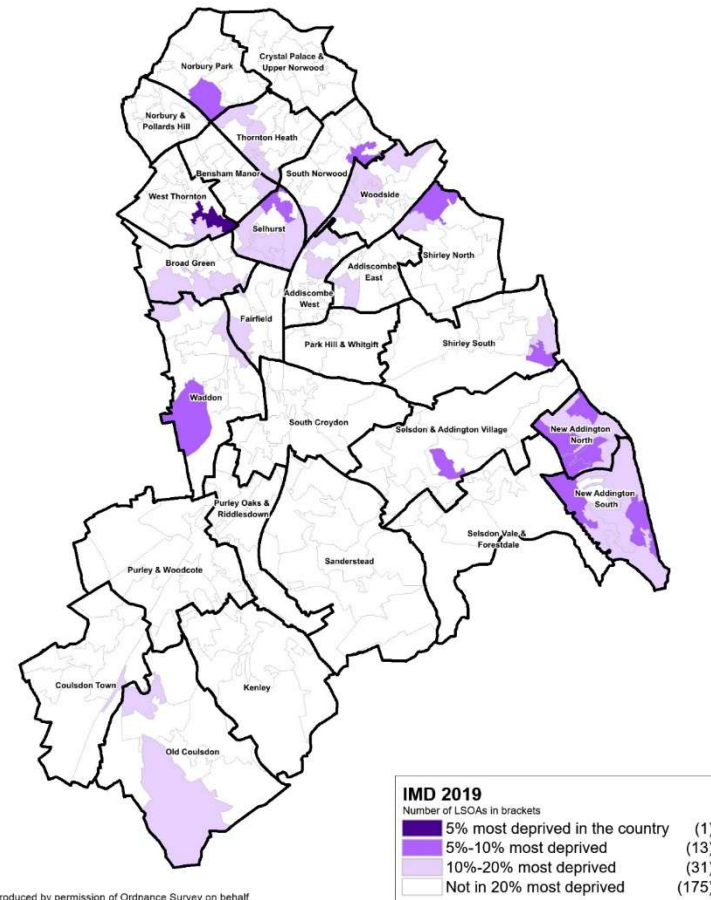 Crystal Palace &
Upper Norwood
Norbury Park
Norbury &
Pollards Hill
Thornton Heath
Bensham Manor
South Norwood
West Thornton
Woodside
Selhurst
Shirley North
Broad Green
Addiscombe
East
Addiscombe
West
Fairfield
Park Hill & Whitgift
Shirley South
Waddon
South Croydon
Selsdon & Addington Village
New Addington
North
New Addington
South
Purley Oaks &
Riddlesdown
Selsdon Vale &
Forestdale
Sanderstead
Purley & Woodcote
Coulsdon Town
Kenley
Old Coulsdon
IMD 2019
Number of LSOAs in brackets
5% most deprived in the country (1)
5%-10% most deprived (13)
10%-20% most deprived (31)
Not in 20% most deprived (175)
roduced by permission of Ordnance Survey on behalf